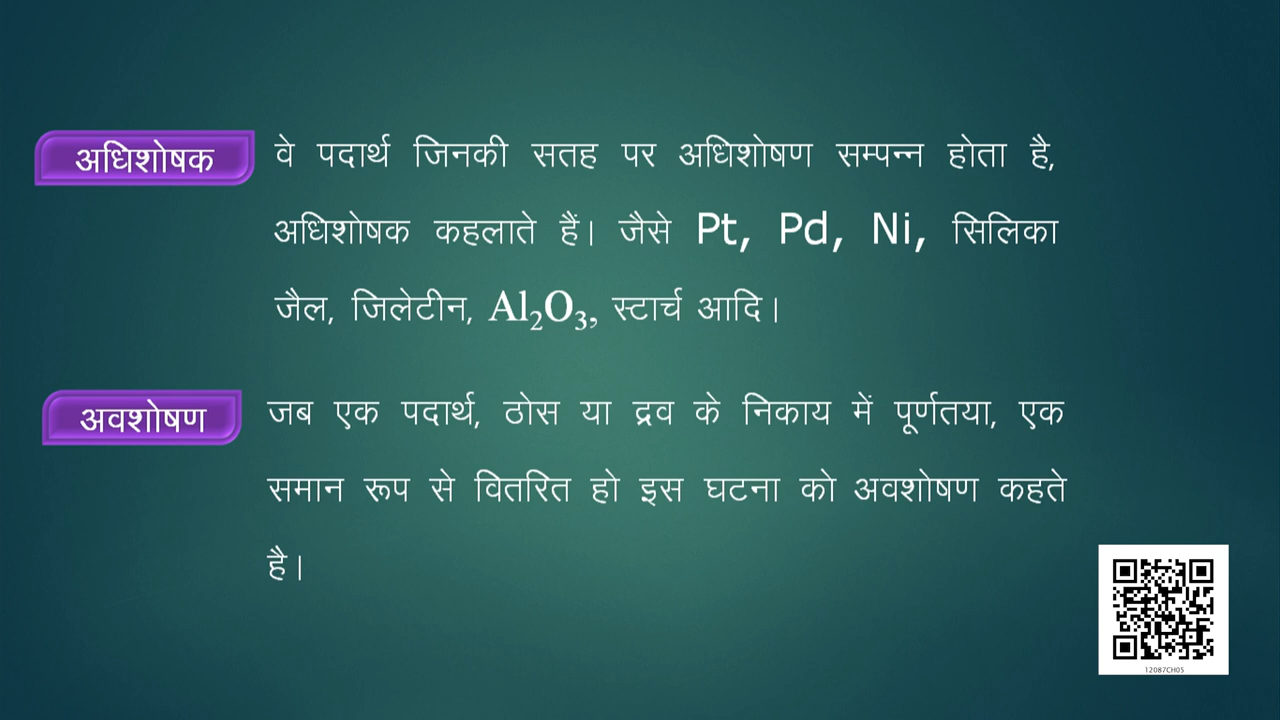 अधिशोषक
वे पदार्थ जिनकी सतह पर अधिशोषण सम्पन्न होता है,
अधिशोषक कहलाते हैं। जैसे Pt, Pd, Ni, सिलिका
जैल, जिलेटीन, Al₂O₃, स्टार्च आदि।
अवशोषण
जब एक पदार्थ, ठोस या द्रव के निकाय में पूर्णतया, एक
समान रूप से वितरित हो इस घटना को अवशोषण कहते
है।
12087CH05